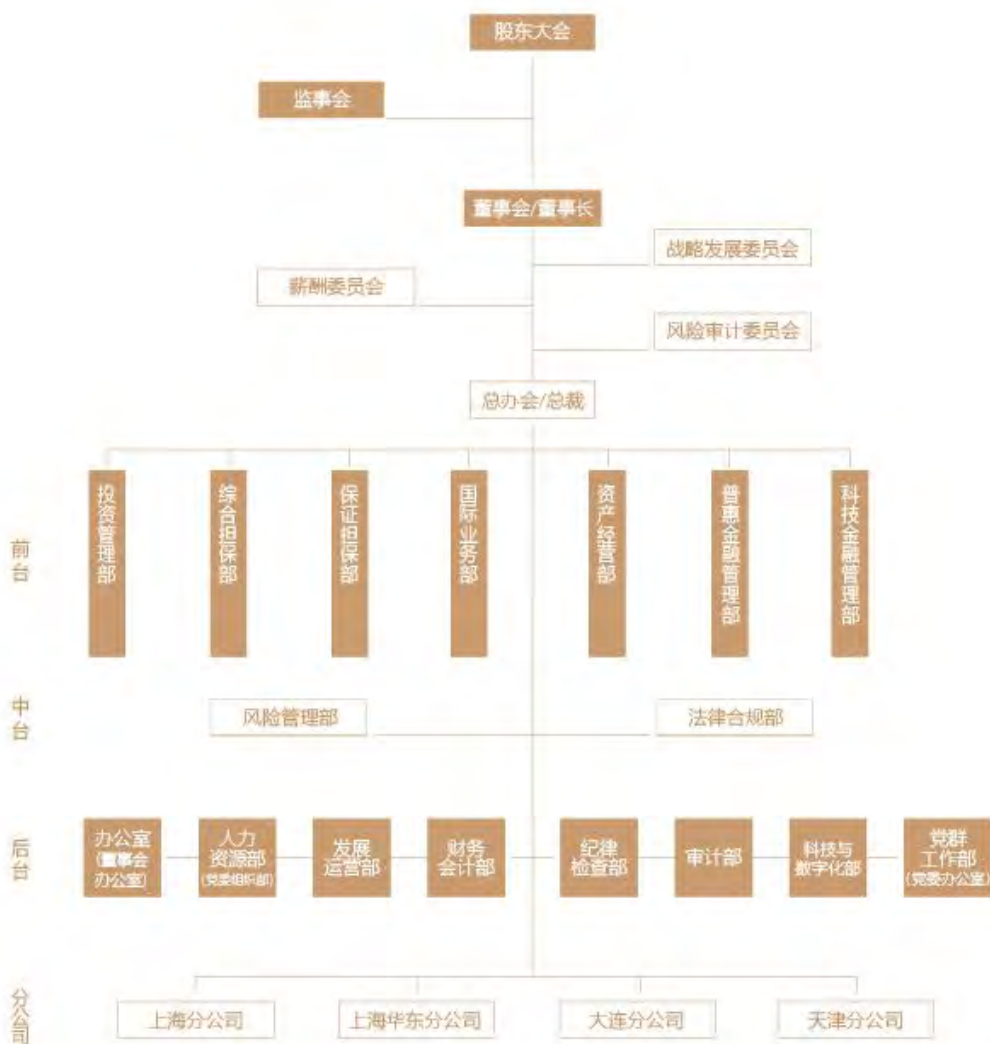 股东大会
监事会
董事会/董事长
战略发展委员会
薪酬委员会
风险审计委员会
总办会/总裁
前台
投资管理部
综合担保部
保证担保部
国际业务部
资产经营部
普惠金融管理部
科技金融管理部
中台
风险管理部
法律合规部
后台
办公室
(董事会
办公室)
人力
资源部
(党委组织部)
发展
运营部
财务
会计部
纪律
检查部
审计部
科技与
数字化部
党群
工作部
(党委办公室)
分公司
上海分公司
上海华东分公司
大连分公司
天津分公司